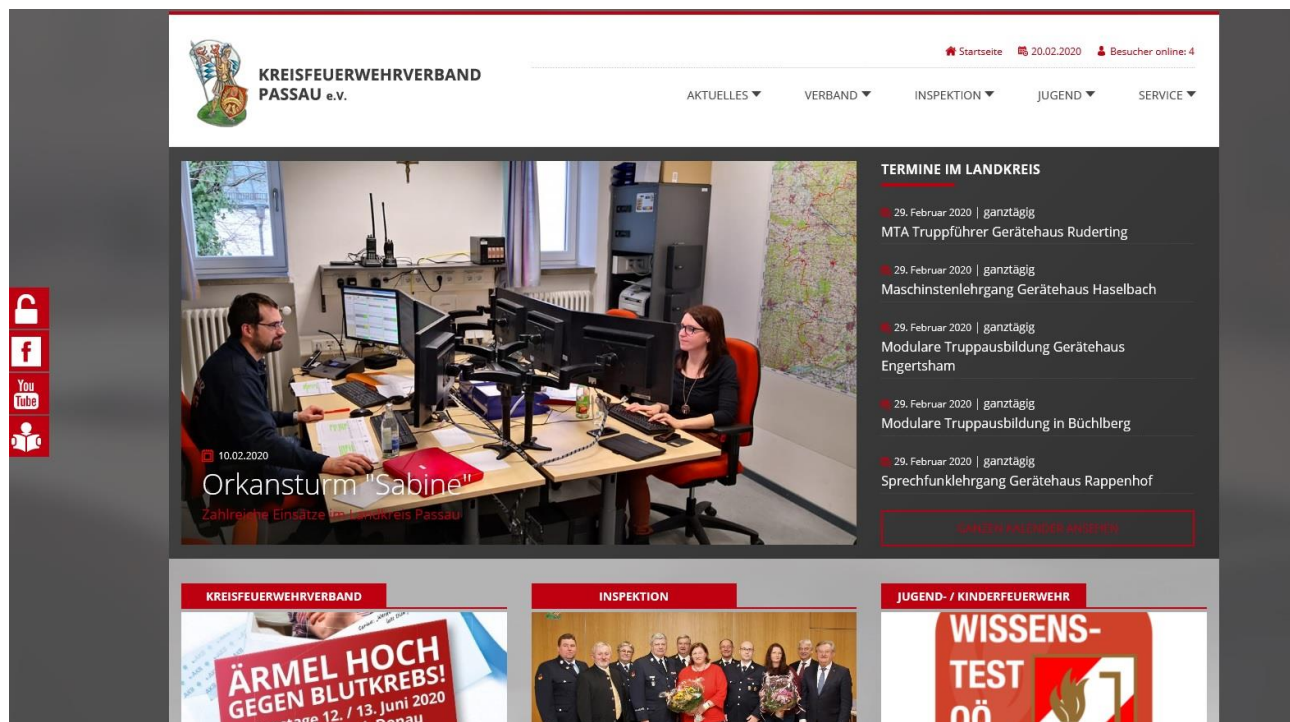 Startseite 20.02.2020 Besucher online: 4
KREISFEUERWEHRVERBAND
PASSAU e.V.
AKTUELLES VERBAND INSPEKTION JUGEND SERVICE
10.02.2020
Orkansturm "Sabine"
Zahlreiche Einsätze im Landkreis Passau
TERMINE IM LANDKREIS
29. Februar 2020 | ganztägig
MTA Truppführer Gerätehaus Ruderting
29. Februar 2020 | ganztägig
Maschinstenlehrgang Gerätehaus Haselbach
29. Februar 2020 | ganztägig
Modulare Truppausbildung Gerätehaus
Engertsham
29. Februar 2020 | ganztägig
Modulare Truppausbildung in Büchlberg
29. Februar 2020 | ganztägig
Sprechfunklehrgang Gerätehaus Rappenhof
f
You
Tube
KREISFEUERWEHRVERBAND
ÄRMEL HOCH
GEGEN BLUTKREBS!
12. / 13. Juni 2020
Donau
INSPEKTION
JUGEND- / KINDERFEUERWEHR
WISSENS-
TEST
OÖ